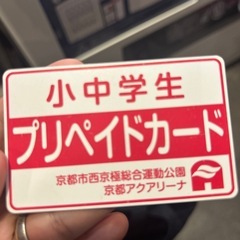 小中学生
プリペイドカード
京都市西京極総合運動公園
京都アクアリーナ